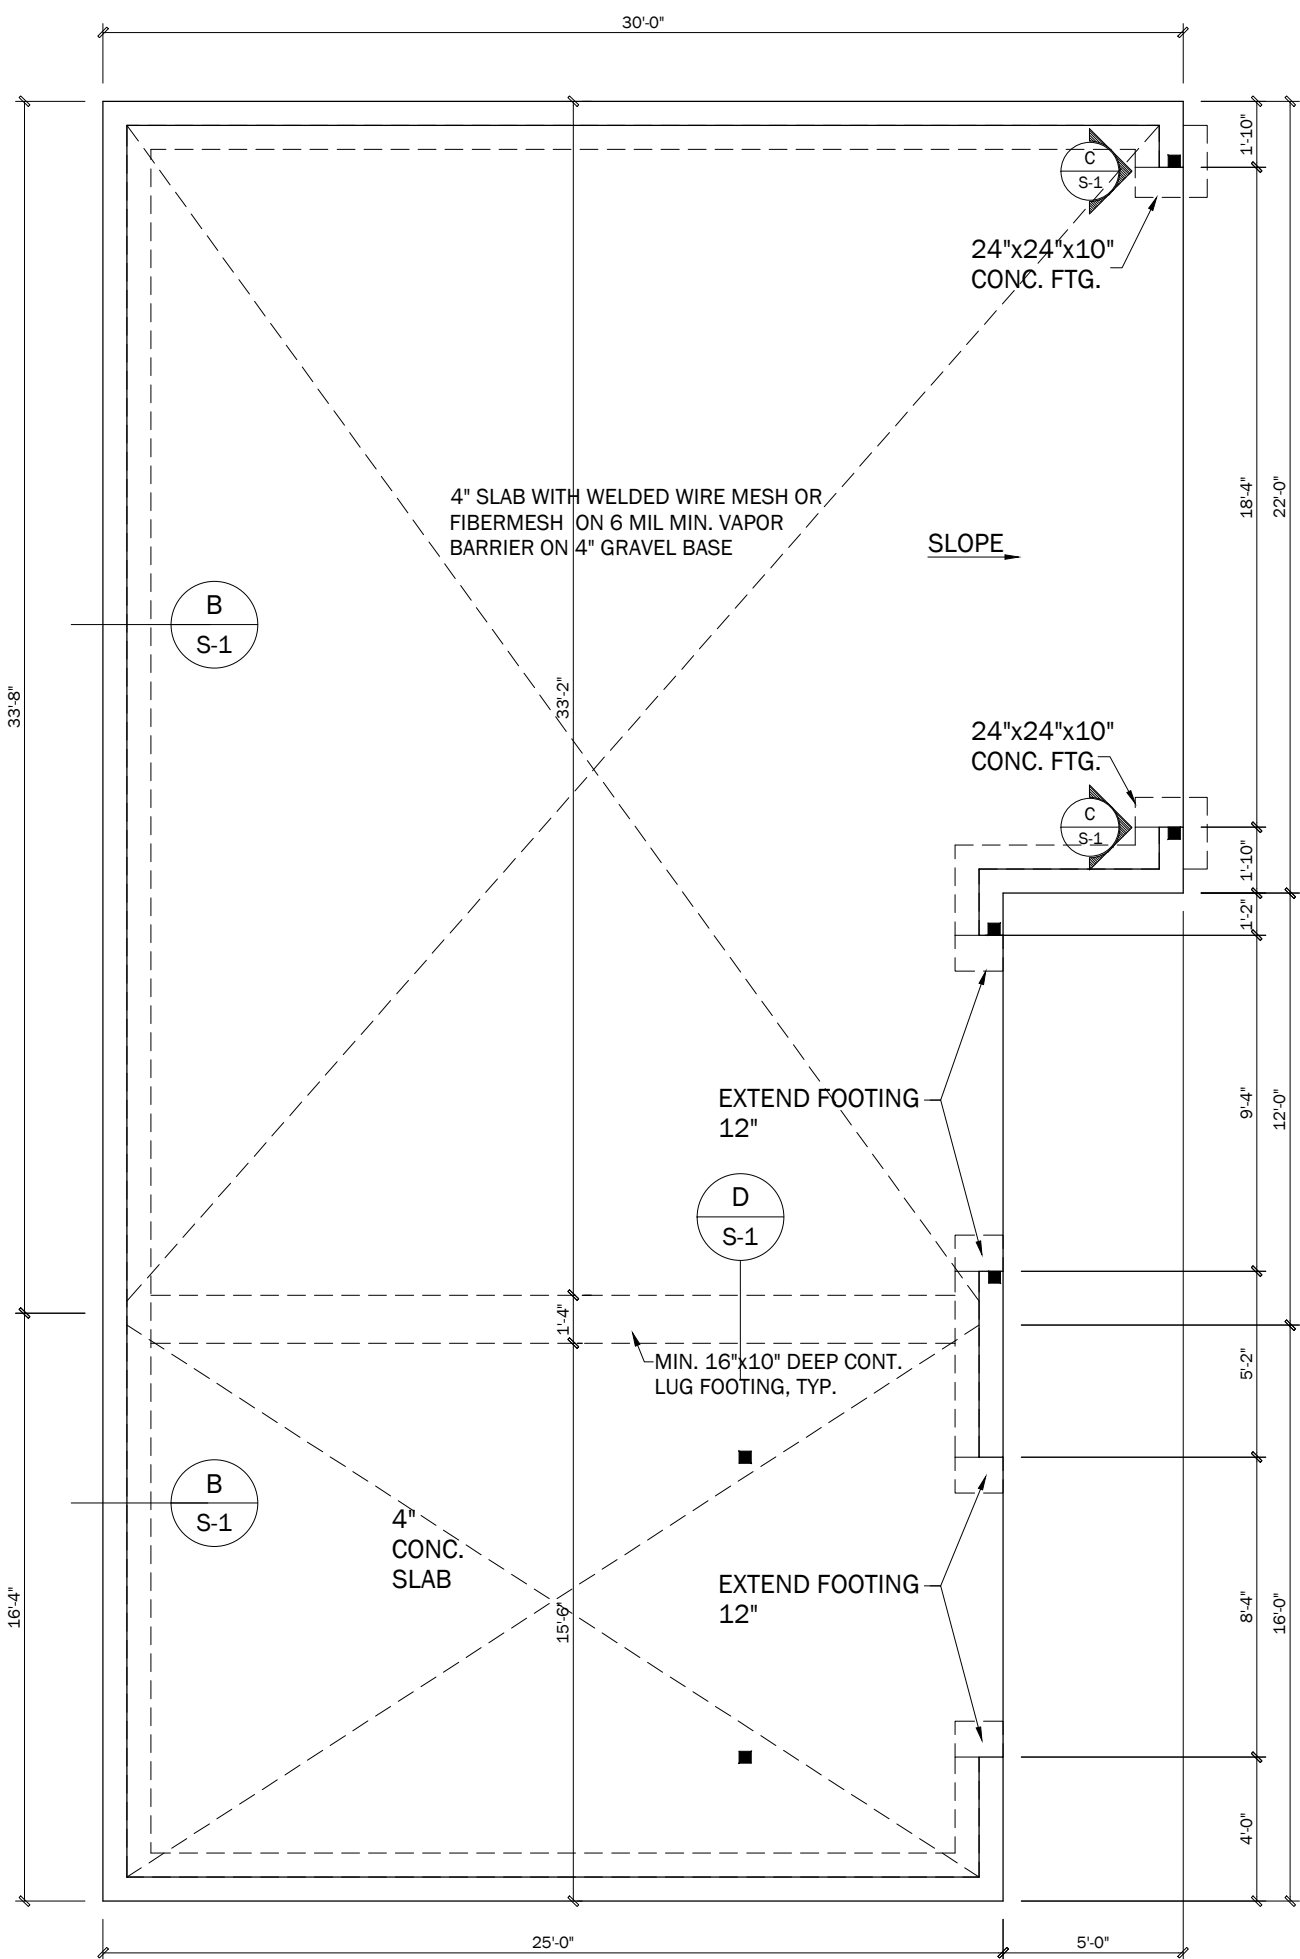 30'-0"
1'-10"
C
S-1
24"x24"x10"
CONC. FTG.
4" SLAB WITH WELDED WIRE MESH OR
FIBERMESH ON 6 MIL MIN. VAPOR
BARRIER ON 4" GRAVEL BASE
SLOPE
18'-4"
22'-0"
B
S-1
33'-8"
33'-2"
24"x24"x10"
CONC. FTG.
C
S-1
1'-10"
1'-2"
EXTEND FOOTING
12"
9'-4"
12'-0"
D
S-1
1'-4"
MIN. 16"x10" DEEP CONT.
LUG FOOTING, TYP.
5'-2"
B
S-1
4"
CONC.
SLAB
16'-4"
15'-6"
EXTEND FOOTING
12"
8'-4"
16'-0"
4'-0"
25'-0"
5'-0"